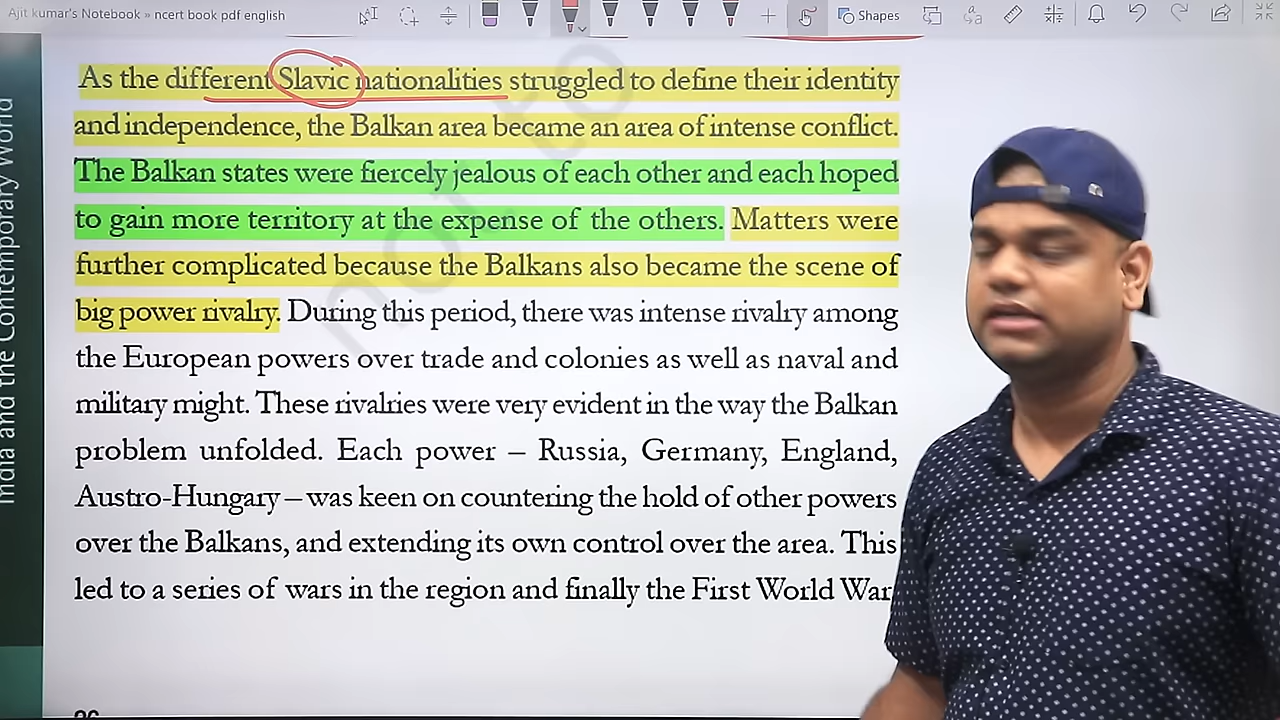 Ajit kumar's Notebook » ncert book pdf english
Shapes
India and the Contemporary World
As the different Slavic nationalities struggled to define their identity
and independence, the Balkan area became an area of intense conflict.
The Balkan states were fiercely jealous of each other and each hoped
to gain more territory at the expense of the others. Matters were
further complicated because the Balkans also became the scene of
big power rivalry. During this period, there was intense rivalry among
the European powers over trade and colonies as well as naval and
military might. These rivalries were very evident in the way the Balkan
problem unfolded. Each power – Russia, Germany, England,
Austro-Hungary – was keen on countering the hold of other powers
over the Balkans, and extending its own control over the area. This
led to a series of wars in the region and finally the First World War
not to